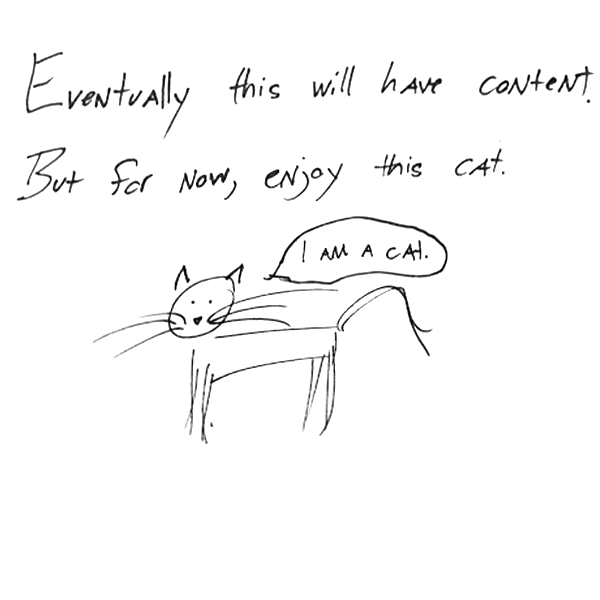 Eventually this will have content.
But for now, enjoy this cat.
I AM A CAT.